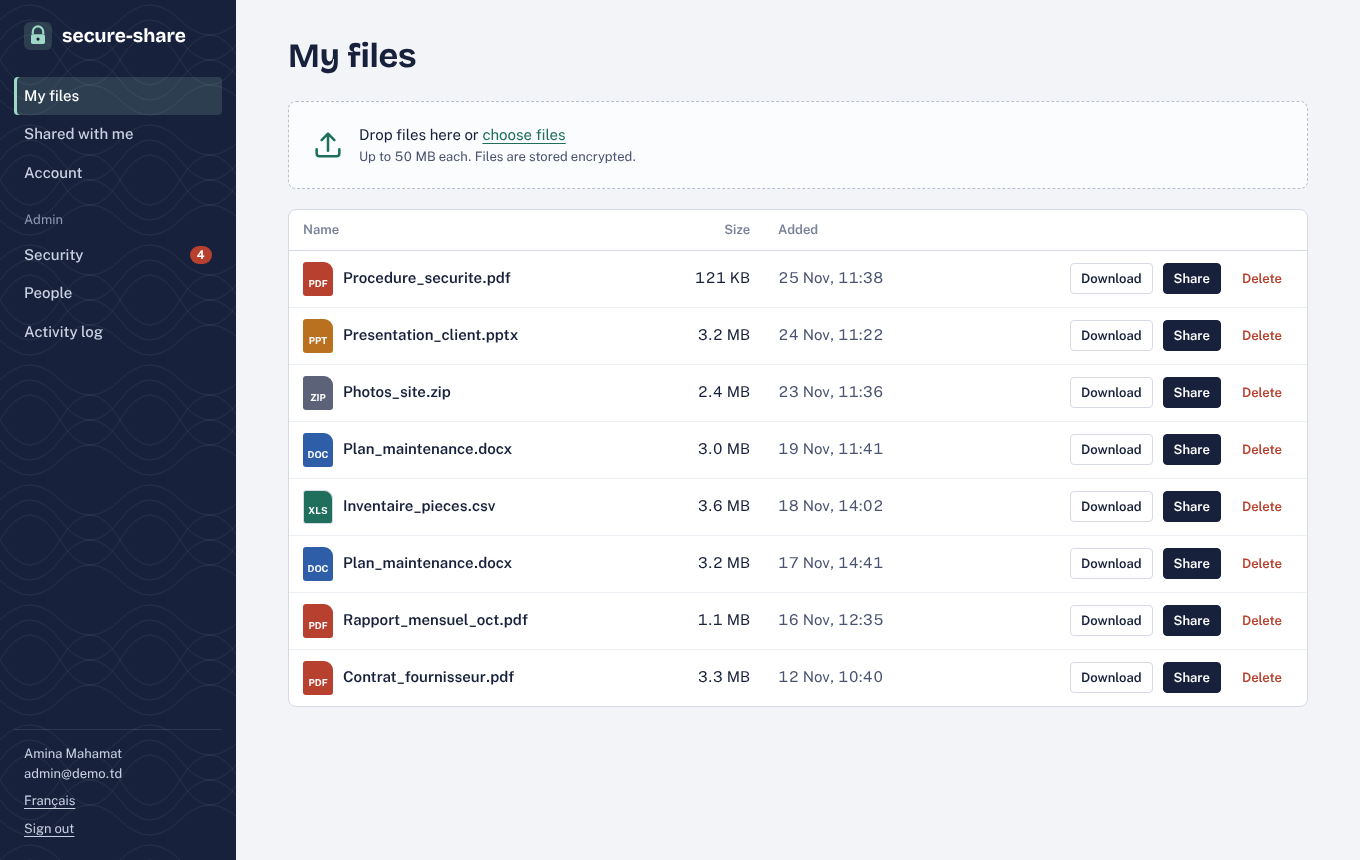 secure-share
My files
Shared with me
Account
Admin
Security 4
People
Activity log
Amina Mahamat
admin@demo.td
Français
Sign out
My files
Drop files here or choose files
Up to 50 MB each. Files are stored encrypted.
Name Size Added
PDF Procedure_securite.pdf 121 KB 25 Nov, 11:38 Download Share Delete
PPT Presentation_client.pptx 3.2 MB 24 Nov, 11:22 Download Share Delete
ZIP Photos_site.zip 2.4 MB 23 Nov, 11:36 Download Share Delete
DOC Plan_maintenance.docx 3.0 MB 19 Nov, 11:41 Download Share Delete
XLS Inventaire_pieces.csv 3.6 MB 18 Nov, 14:02 Download Share Delete
DOC Plan_maintenance.docx 3.2 MB 17 Nov, 14:41 Download Share Delete
PDF Rapport_mensuel_oct.pdf 1.1 MB 16 Nov, 12:35 Download Share Delete
PDF Contrat_fournisseur.pdf 3.3 MB 12 Nov, 10:40 Download Share Delete